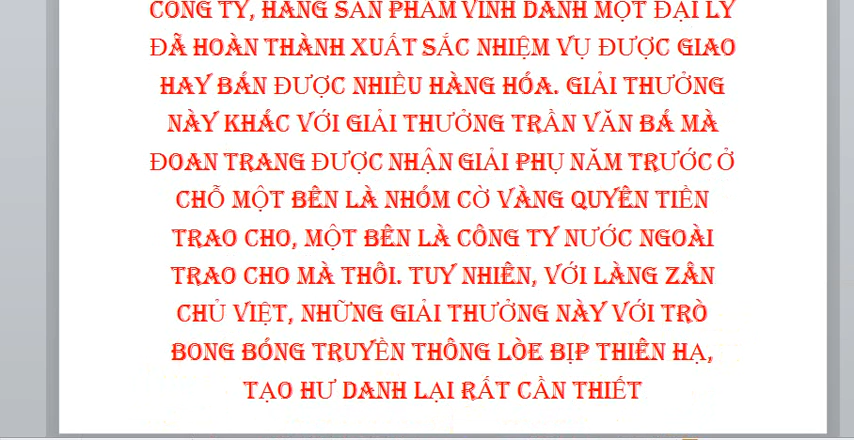 CÔNG TY, HÃNG SẢN PHẨM VINH DANH MỘT ĐẠI LÝ
ĐÃ HOÀN THÀNH XUẤT SẮC NHIỆM VỤ ĐƯỢC GIAO
HAY BÁN ĐƯỢC NHIỀU HÀNG HÓA. GIẢI THƯỞNG
NÀY KHÁC VỚI GIẢI THƯỞNG TRẦN VĂN BÁ MÀ
ĐOAN TRANG ĐƯỢC NHẬN GIẢI PHỤ NĂM TRƯỚC Ở
CHỖ MỘT BÊN LÀ NHÓM CỜ VÀNG QUYÊN TIỀN
TRAO CHO, MỘT BÊN LÀ CÔNG TY NƯỚC NGOÀI
TRAO CHO MÀ THÔI. TUY NHIÊN, VỚI LÀNG ZÂN
CHỦ VIỆT, NHỮNG GIẢI THƯỞNG NÀY VỚI TRÒ
BONG BÓNG TRUYỀN THÔNG LÒE BỊP THIÊN HẠ,
TẠO HƯ DANH LẠI RẤT CẦN THIẾT